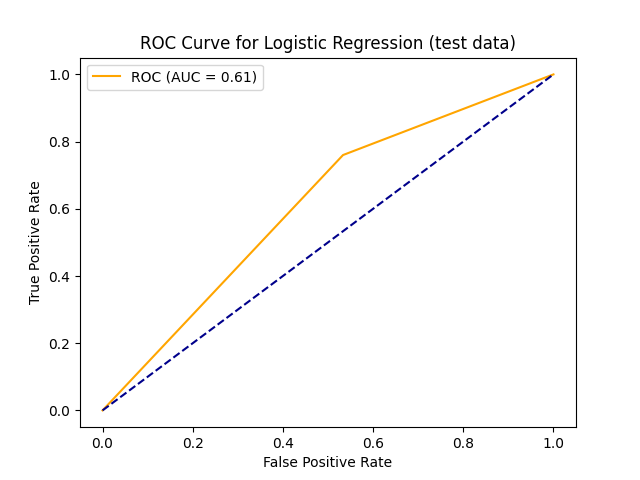 ROC Curve for Logistic Regression (test data)
ROC (AUC = 0.61)
True Positive Rate
1.0
0.8
0.6
0.4
0.2
0.0
0.0 0.2 0.4 0.6 0.8 1.0
False Positive Rate